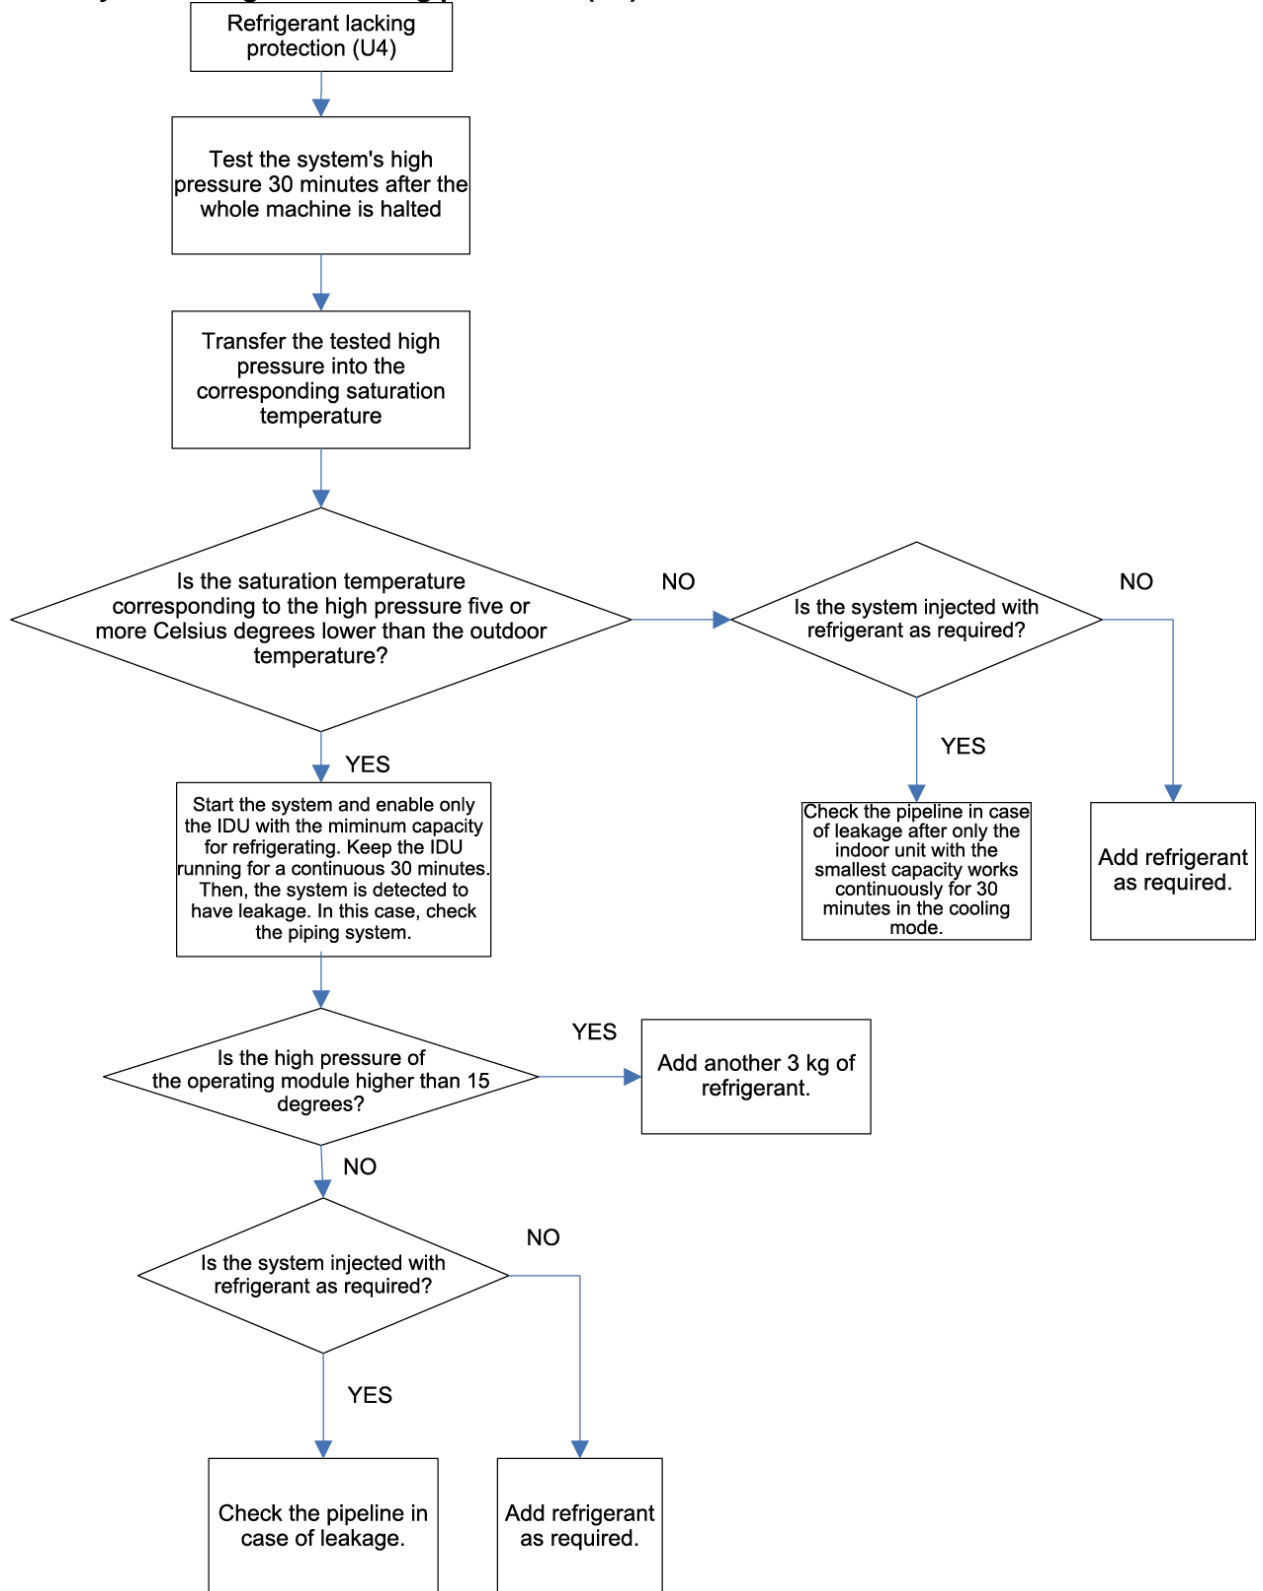 Refrigerant lacking
protection (U4)
Test the system's high
pressure 30 minutes after the
whole machine is halted
Transfer the tested high
pressure into the
corresponding saturation
temperature
Is the saturation temperature
corresponding to the high pressure five or
more Celsius degrees lower than the outdoor
temperature?
NO
Is the system injected with
refrigerant as required?
NO
YES
YES
Start the system and enable only
the IDU with the miminum capacity
for refrigerating. Keep the IDU
running for a continuous 30 minutes.
Then, the system is detected to
have leakage. In this case, check
the piping system.
Check the pipeline in case
of leakage after only the
indoor unit with the
smallest capacity works
continuously for 30
minutes in the cooling
mode.
Add refrigerant
as required.
Is the high pressure of
the operating module higher than 15
degrees?
YES
Add another 3 kg of
refrigerant.
NO
Is the system injected with
refrigerant as required?
NO
YES
Check the pipeline in
case of leakage.
Add refrigerant
as required.